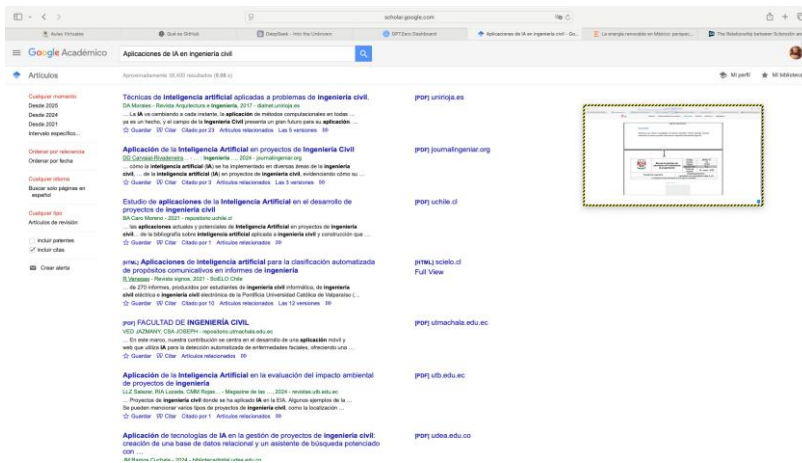 scholar.google.com
Aulas Virtuales
Qué es GitHub
DeepSeek - Into the Unknown
GPTZero Dashboard
Aplicaciones de IA en ingeniería civil - Go...
La energía renovable en México: perspec...
The Relationship between Sclerostin an
Google Académico
Aplicaciones de IA en ingeniería civil
Artículos
Mi perfil
Mi biblioteca
Cualquier momento
Desde 2025
Desde 2024
Desde 2021
Intervalo específico...
Ordenar por relevancia
Ordenar por fecha
Cualquier idioma
Buscar solo páginas en
español
Cualquier tipo
Artículos de revisión
incluir patentes
incluir citas
Crear alerta
Técnicas de inteligencia artificial aplicadas a problemas de ingeniería civil.
[PDF] unirioja.es
DA Morales - Revista Arquitectura e Ingeniería, 2017 - dialnet.unirioja.es
... La IA va cambiando a cada instante, la aplicación de métodos computacionales en todas ...
ya es un hecho, y el campo de la Ingeniería Civil presenta un gran futuro para su aplicación. ...
Guardar Citar Citado por 23 Artículos relacionados Las 5 versiones
Aplicación de la Inteligencia Artificial en proyectos de Ingeniería Civil
[PDF] journalingeniar.org
Ingeniería ..., 2024 - journalingeniar.org
... cómo la inteligencia artificial (IA) se ha implementado en diversas áreas de la ingeniería
civil, ... de la inteligencia artificial (IA) en proyectos de ingeniería civil, evidenciando cómo su ...
Guardar Citar Citado por 3 Artículos relacionados Las 3 versiones
Estudio de aplicaciones de la Inteligencia Artificial en el desarrollo de
proyectos de ingeniería civil
[PDF] uchile.cl
BA Caro Moreno - 2021 - repositorio.uchile.cl
... las aplicaciones actuales y potenciales de Inteligencia Artificial en proyectos de ingeniería
civil... de la bibliografía sobre inteligencia artificial aplicada a ingeniería civil y construcción que ...
Guardar Citar Citado por 1 Artículos relacionados
[HTML] Aplicaciones de Inteligencia artificial para la clasificación automatizada
de propósitos comunicativos en informes de ingeniería
[HTML] scielo.cl
Full View
R Venegas - Revista signos, 2021 - SciELO Chile
... de 270 informes, producidos por estudiantes de ingeniería civil informática, de ingeniería
civil eléctrica e ingeniería civil electrónica de la Pontificia Universidad Católica de Valparaíso (...
Guardar Citar Citado por 10 Artículos relacionados Las 12 versiones
[PDF] FACULTAD DE INGENIERÍA CIVIL
[PDF] utmachala.edu.ec
VED JAZMANY, CSA JOSEPH - repositorio.utmachala.edu.ec
... En este marco, nuestra contribución se centra en el desarrollo de una aplicación móvil y
web que utiliza IA para la detección automatizada de enfermedades faciales, ofreciendo una ...
Guardar Citar Artículos relacionados
Aplicación de la Inteligencia Artificial en la evaluación del impacto ambiental
de proyectos de ingeniería
[PDF] utb.edu.ec
LLZ Salazar, RIA Lozada, CMM Rojas... - Magazine de las ..., 2024 - revistas.utb.edu.ec
... Proyectos de ingeniería civil donde se ha aplicado IA en la EIA. Algunos ejemplos de la ...
Se pueden mencionar varios tipos de proyectos de ingeniería civil, como la localización ...
Guardar Citar Citado por 1 Artículos relacionados
Aplicación de tecnologías de IA en la gestión de proyectos de ingeniería civil:
creación de una base de datos relacional y un asistente de búsqueda potenciado
con ...
[PDF] udea.edu.co